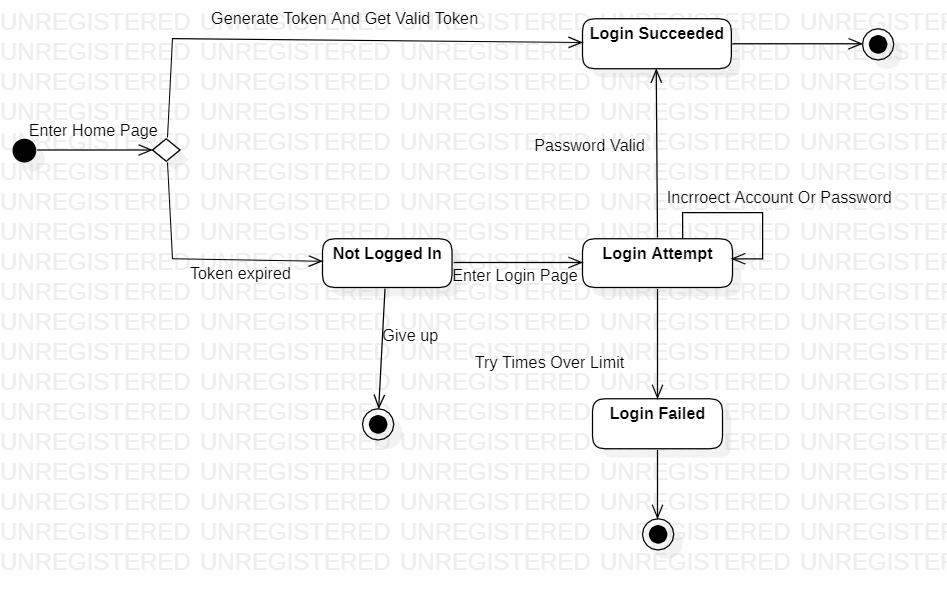 Generate Token And Get Valid Token
Login Succeeded
Enter Home Page
Password Valid
Incrroect Account Or Password
Not Logged In
Login Attempt
Token expired
Enter Login Page
Give up
Try Times Over Limit
Login Failed
UNREGISTERED